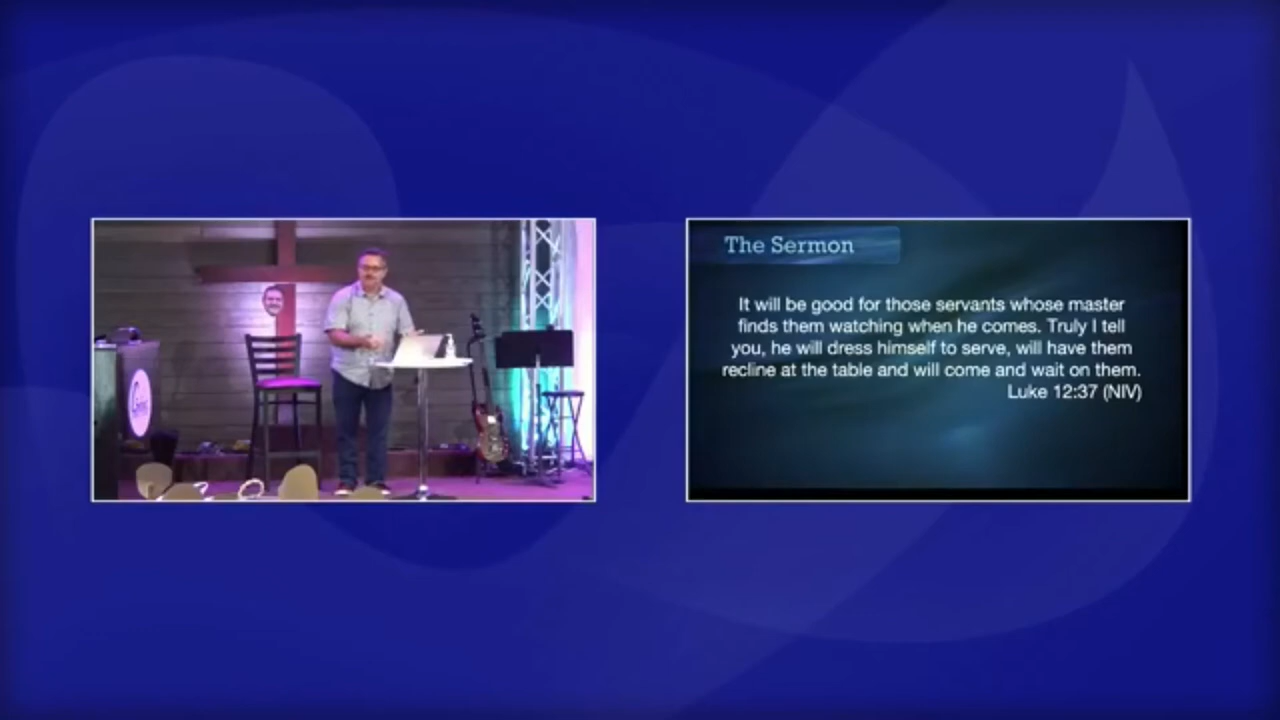 The Sermon
It will be good for those servants whose master
finds them watching when he comes. Truly I tell
you, he will dress himself to serve, will have them
recline at the table and will come and wait on them.
Luke 12:37 (NIV)